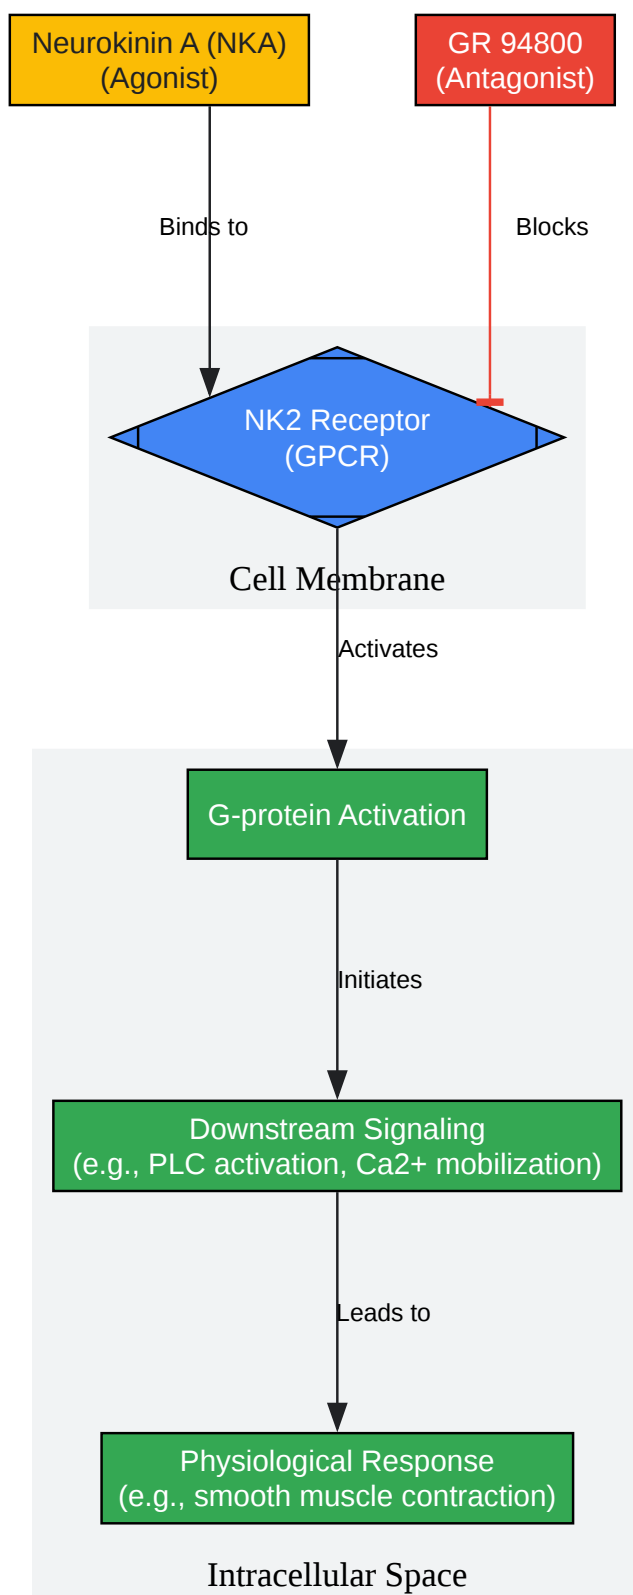 Neurokinin A (NKA)
(Agonist)
GR 94800
(Antagonist)
Binds to
Blocks
NK2 Receptor
(GPCR)
Cell Membrane
Activates
G-protein Activation
Initiates
Downstream Signaling
(e.g., PLC activation, Ca2+ mobilization)
Leads to
Physiological Response
(e.g., smooth muscle contraction)
Intracellular Space